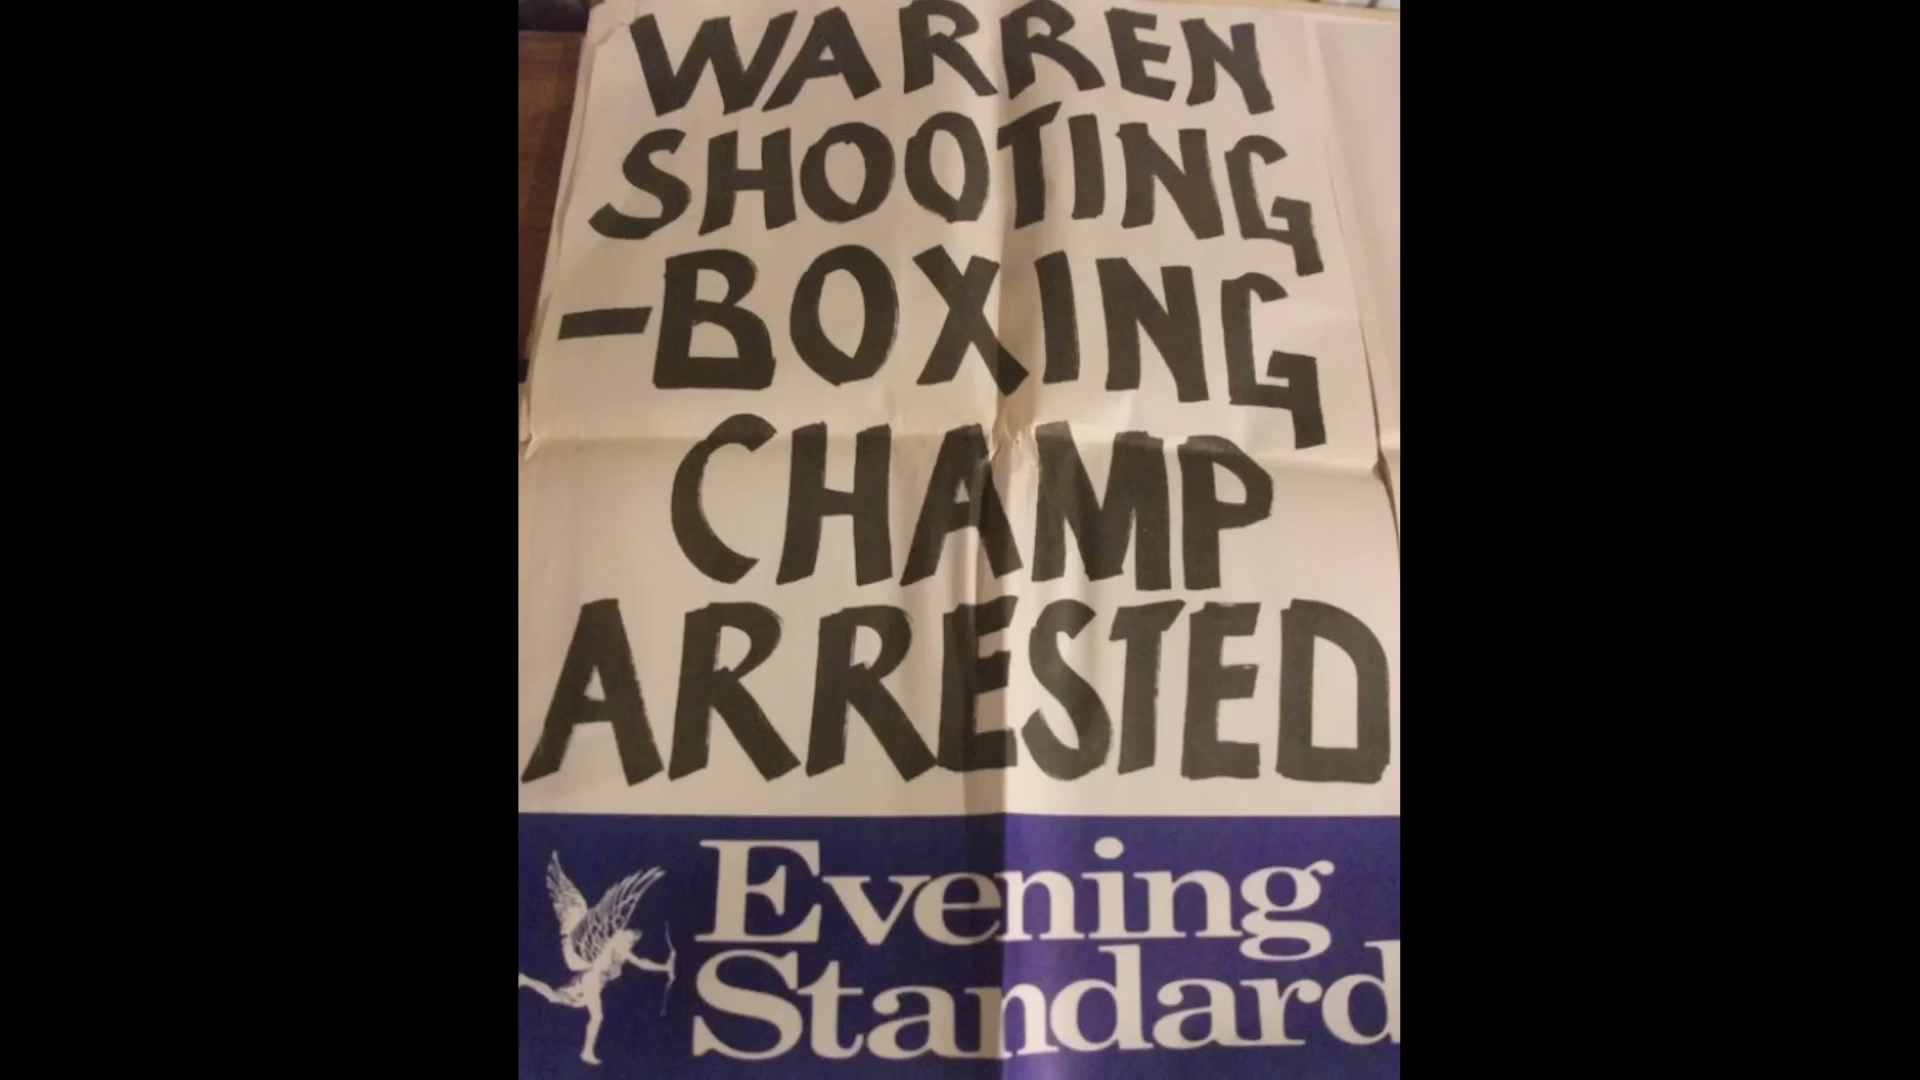 WARREN
SHOOTING
-BOXING
CHAMP
ARRESTED
Evening
Standard